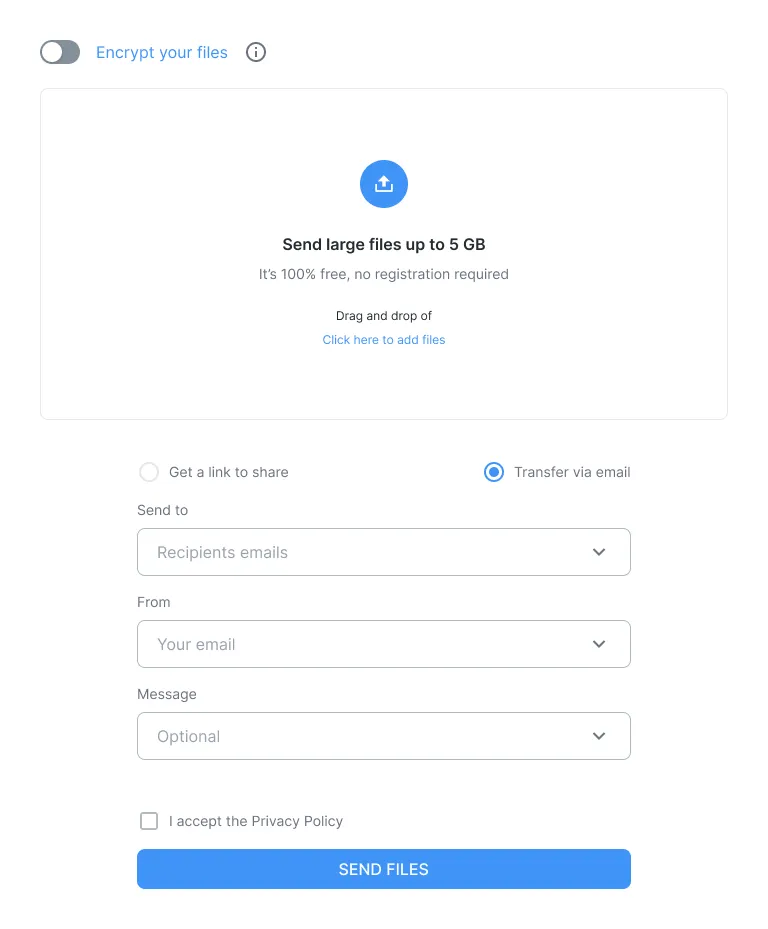 Encrypt your files
Send large files up to 5 GB
It's 100% free, no registration required
Drag and drop of
Click here to add files
Get a link to share
Transfer via email
Send to
Recipients emails
From
Your email
Message
Optional
I accept the Privacy Policy
SEND FILES